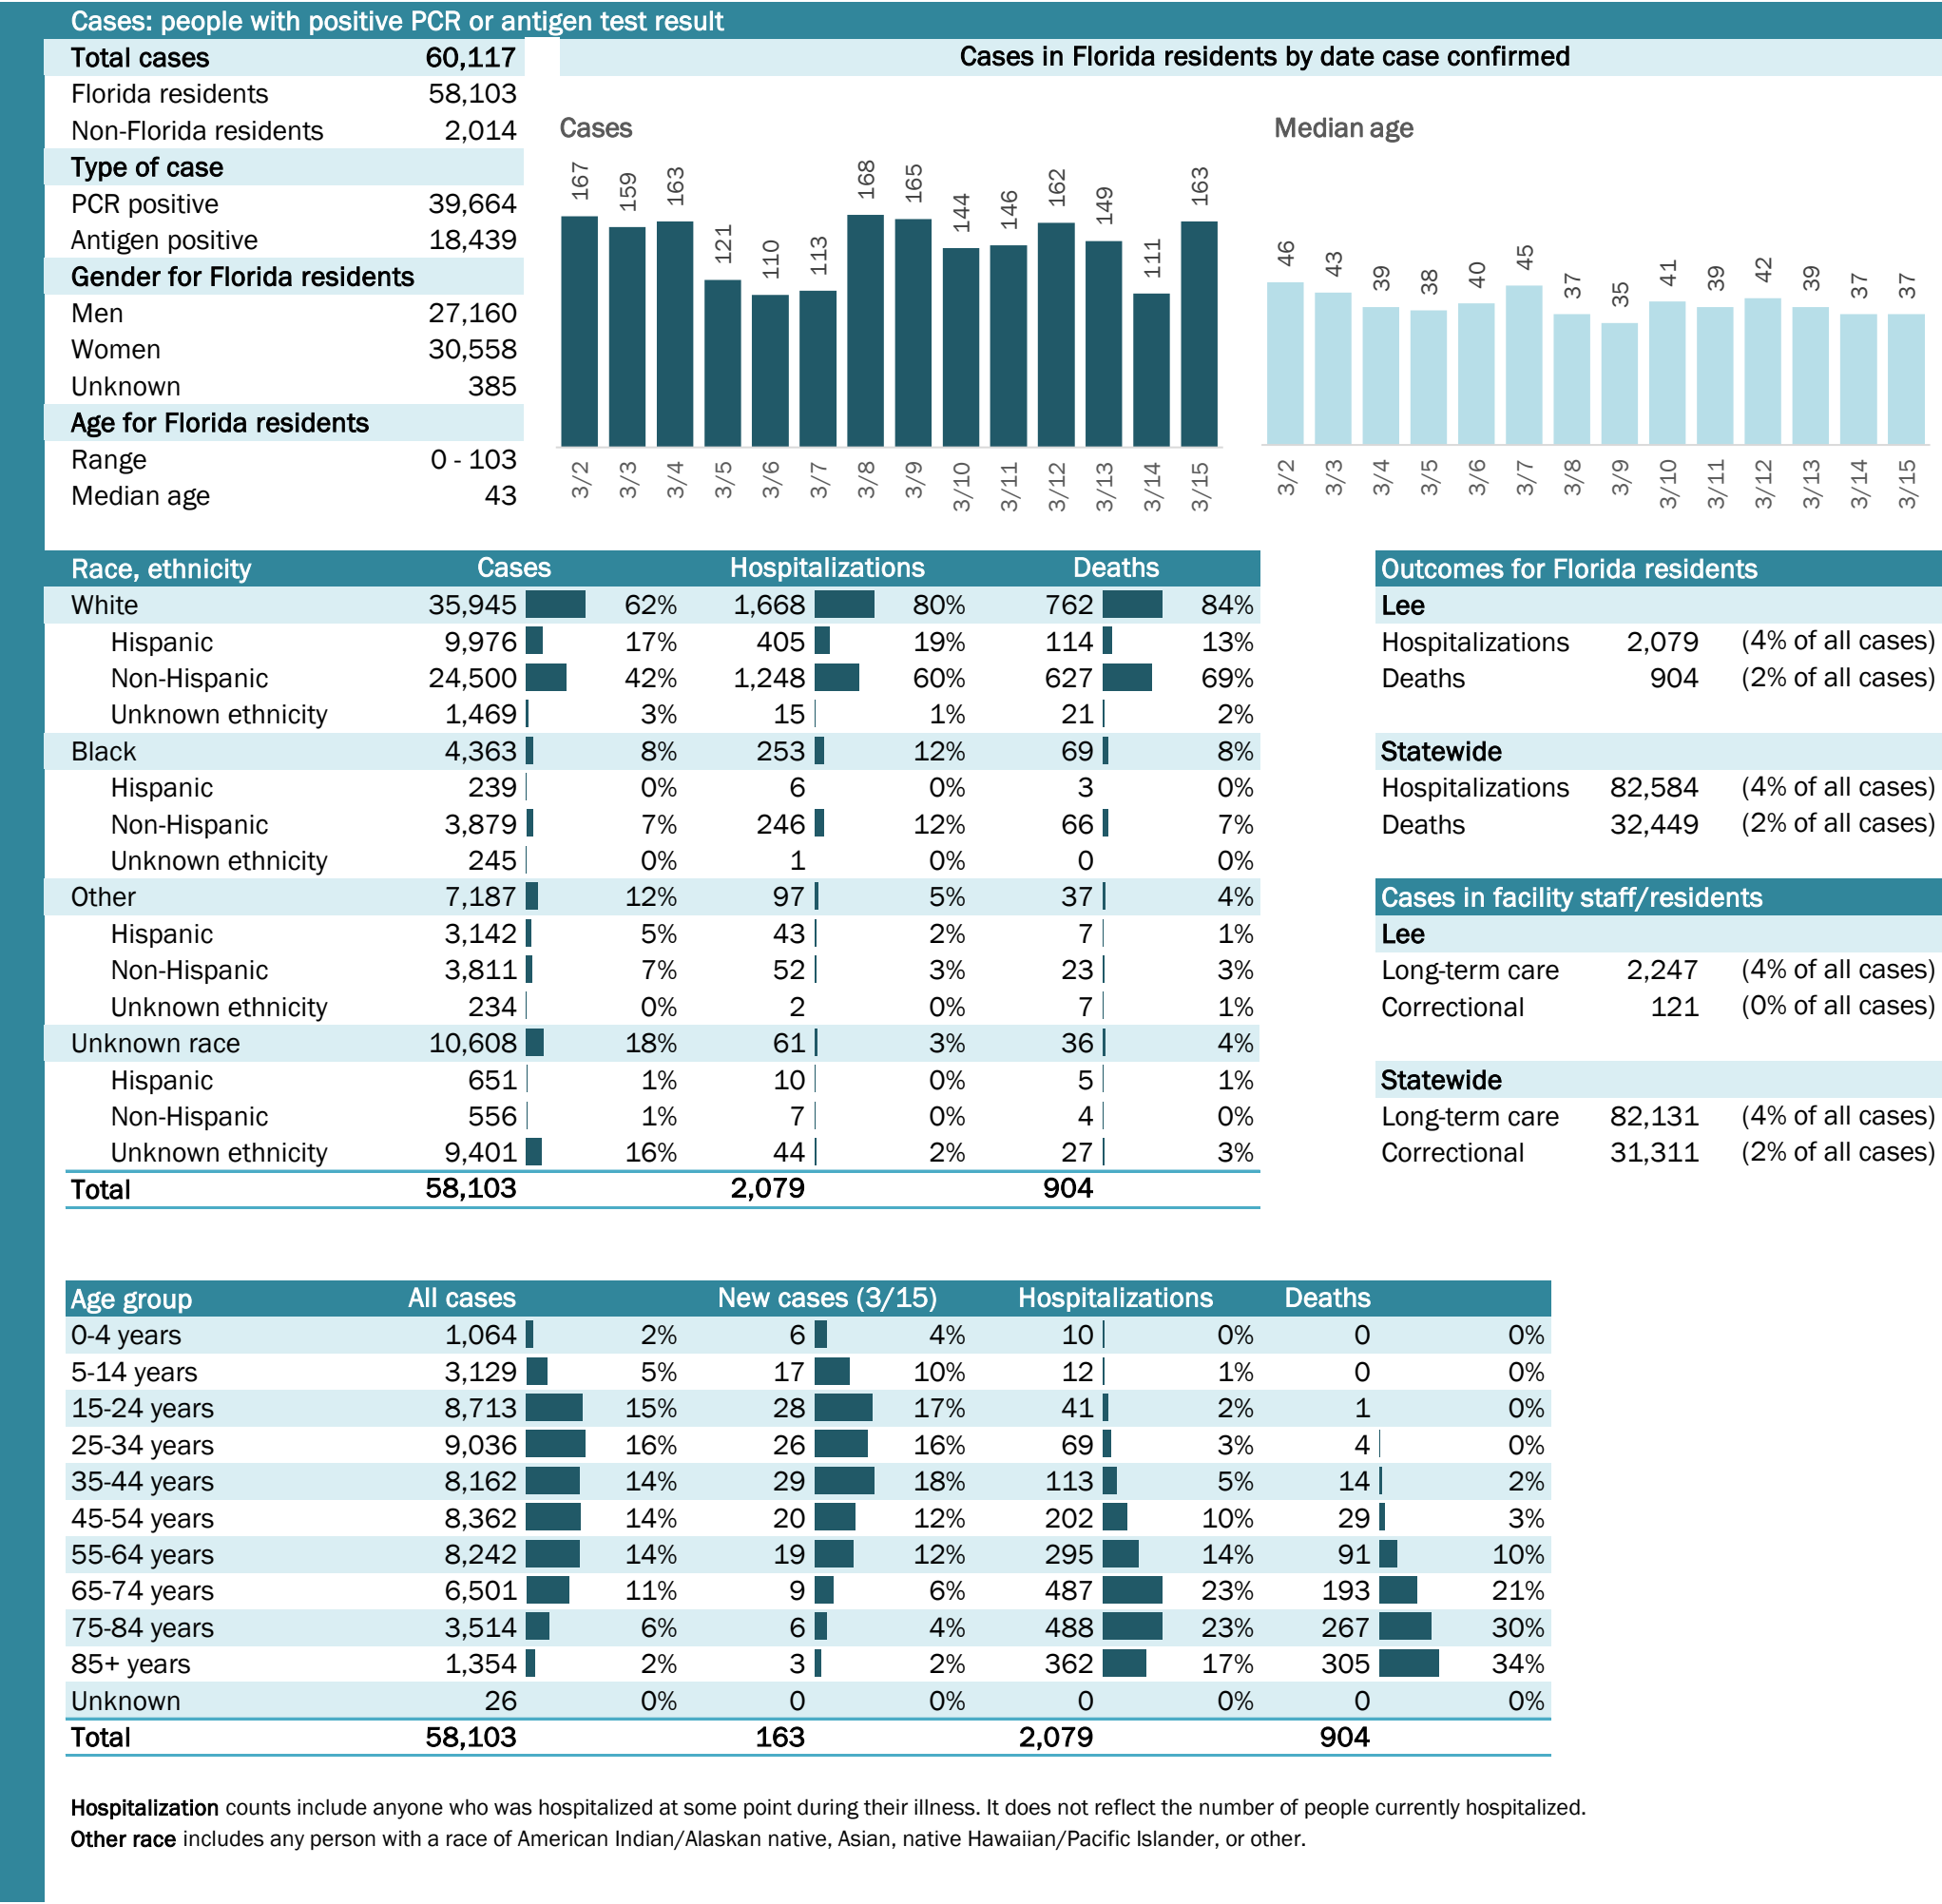 Cases: people with positive PCR or antigen test result
Total cases 60,117
Florida residents 58,103
Non-Florida residents 2,014
Type of case
PCR positive 39,664
Antigen positive 18,439
Gender for Florida residents
Men 27,160
Women 30,558
Unknown 385
Age for Florida residents
Range 0 - 103
Median age 43
Cases in Florida residents by date case confirmed
Cases
167 159 163 121 110 113 168 165 144 146 162 149 111 163
3/2 3/3 3/4 3/5 3/6 3/7 3/8 3/9 3/10 3/11 3/12 3/13 3/14 3/15
Median age
46 43 39 38 40 45 37 35 41 39 42 39 37 37
3/2 3/3 3/4 3/5 3/6 3/7 3/8 3/9 3/10 3/11 3/12 3/13 3/14 3/15
Race, ethnicity Cases Hospitalizations Deaths
White 35,945 62% 1,668 80% 762 84%
Hispanic 9,976 17% 405 19% 114 13%
Non-Hispanic 24,500 42% 1,248 60% 627 69%
Unknown ethnicity 1,469 3% 15 1% 21 2%
Black 4,363 8% 253 12% 69 8%
Hispanic 239 0% 6 0% 3 0%
Non-Hispanic 3,879 7% 246 12% 66 7%
Unknown ethnicity 245 0% 1 0% 0 0%
Other 7,187 12% 97 5% 37 4%
Hispanic 3,142 5% 43 2% 7 1%
Non-Hispanic 3,811 7% 52 3% 23 3%
Unknown ethnicity 234 0% 2 0% 7 1%
Unknown race 10,608 18% 61 3% 36 4%
Hispanic 651 1% 10 0% 5 1%
Non-Hispanic 556 1% 7 0% 4 0%
Unknown ethnicity 9,401 16% 44 2% 27 3%
Total 58,103 2,079 904
Outcomes for Florida residents
Lee
Hospitalizations 2,079 (4% of all cases)
Deaths 904 (2% of all cases)
Statewide
Hospitalizations 82,584 (4% of all cases)
Deaths 32,449 (2% of all cases)
Cases in facility staff/residents
Lee
Long-term care 2,247 (4% of all cases)
Correctional 121 (0% of all cases)
Statewide
Long-term care 82,131 (4% of all cases)
Correctional 31,311 (2% of all cases)
Age group All cases New cases (3/15) Hospitalizations Deaths
0-4 years 1,064 2% 6 4% 10 0% 0 0%
5-14 years 3,129 5% 17 10% 12 1% 0 0%
15-24 years 8,713 15% 28 17% 41 2% 1 0%
25-34 years 9,036 16% 26 16% 69 3% 4 0%
35-44 years 8,162 14% 29 18% 113 5% 14 2%
45-54 years 8,362 14% 20 12% 202 10% 29 3%
55-64 years 8,242 14% 19 12% 295 14% 91 10%
65-74 years 6,501 11% 9 6% 487 23% 193 21%
75-84 years 3,514 6% 6 4% 488 23% 267 30%
85+ years 1,354 2% 3 2% 362 17% 305 34%
Unknown 26 0% 0 0% 0 0% 0 0%
Total 58,103 163 2,079 904
Hospitalization counts include anyone who was hospitalized at some point during their illness. It does not reflect the number of people currently hospitalized.
Other race includes any person with a race of American Indian/Alaskan native, Asian, native Hawaiian/Pacific Islander, or other.